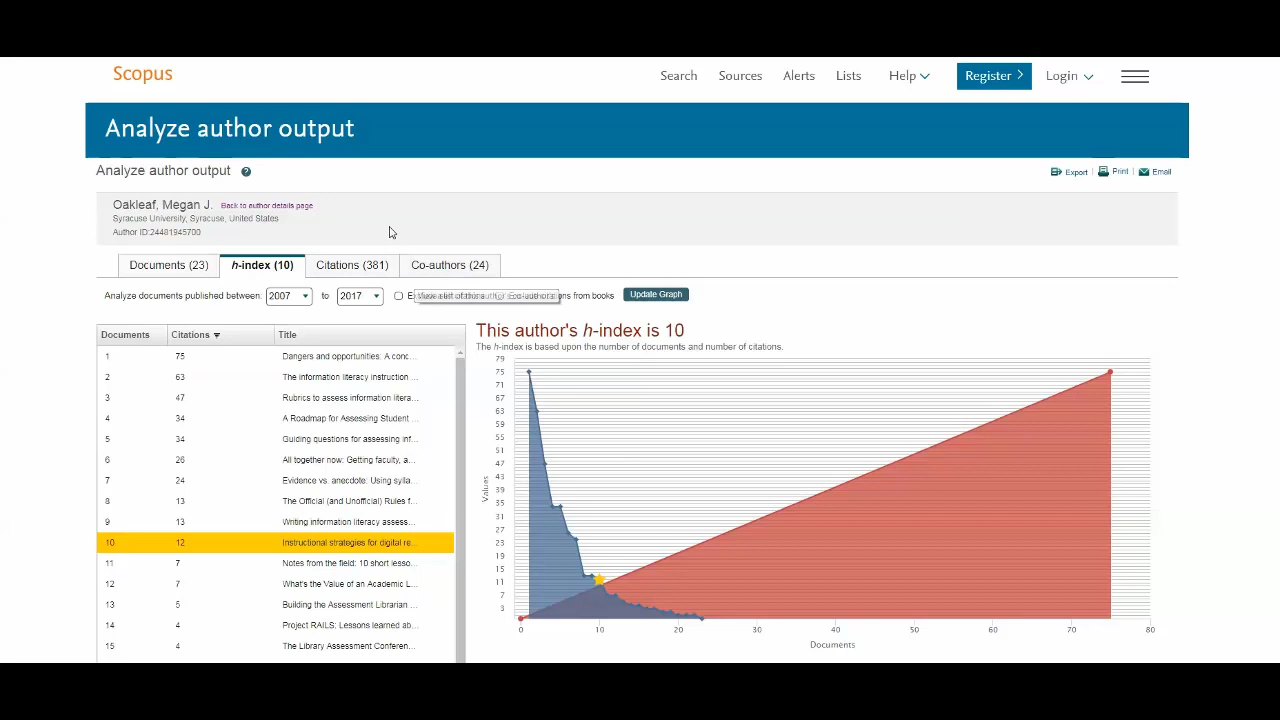 Scopus
Search Sources Alerts Lists Help Register Login
Analyze author output
Analyze author output
Export Print Email
Oakleaf, Megan J. Back to author details page
Syracuse University, Syracuse, United States
Author ID:24481945700
Documents (23) h-index (10) Citations (381) Co-authors (24)
Analyze documents published between: 2007 to 2017 from books Update Graph
Documents Citations Title
1 75 Dangers and opportunities: A conc...
2 63 The information literacy instruction ...
3 47 Rubrics to assess information litera...
4 34 A Roadmap for Assessing Student ...
5 34 Guiding questions for assessing inf...
6 26 All together now: Getting faculty, a...
7 24 Evidence vs. anecdote: Using sylla...
8 13 The Official (and Unofficial) Rules f...
9 13 Writing information literacy assess...
10 12 Instructional strategies for digital re...
11 7 Notes from the field: 10 short lesso...
12 7 What's the Value of an Academic L...
13 5 Building the Assessment Librarian ...
14 4 Project RAILS: Lessons learned ab...
15 4 The Library Assessment Conferen...
This author's h-index is 10
The h-index is based upon the number of documents and number of citations.
79
75
71
67
63
59
55
51
47
43
39
35
31
27
23
19
15
11
7
3
Values
0 10 20 30 40 50 60 70 80
Documents